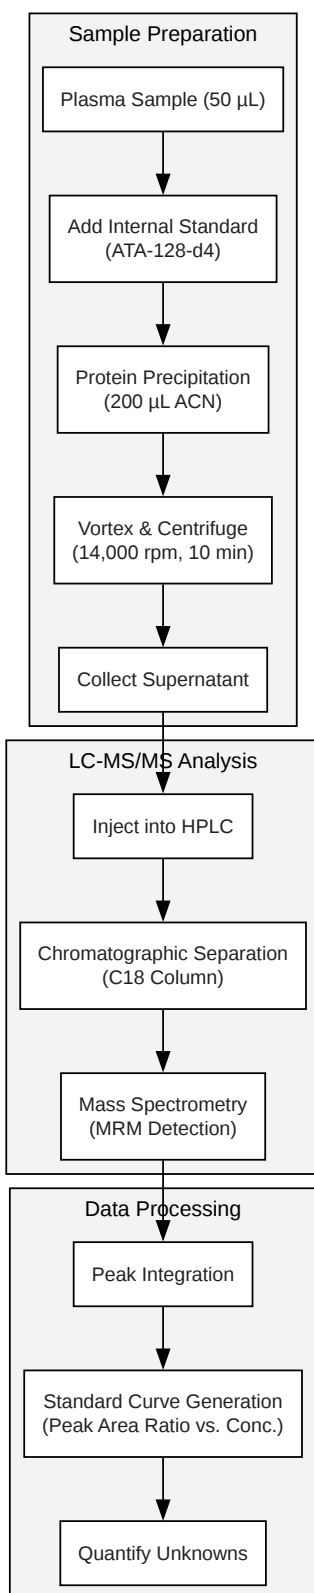 Sample Preparation
Plasma Sample (50 µL)
Add Internal Standard
(ATA-128-d4)
Protein Precipitation
(200 µL ACN)
Vortex & Centrifuge
(14,000 rpm, 10 min)
Collect Supernatant
LC-MS/MS Analysis
Inject into HPLC
Chromatographic Separation
(C18 Column)
Mass Spectrometry
(MRM Detection)
Data Processing
Peak Integration
Standard Curve Generation
(Peak Area Ratio vs. Conc.)
Quantify Unknowns